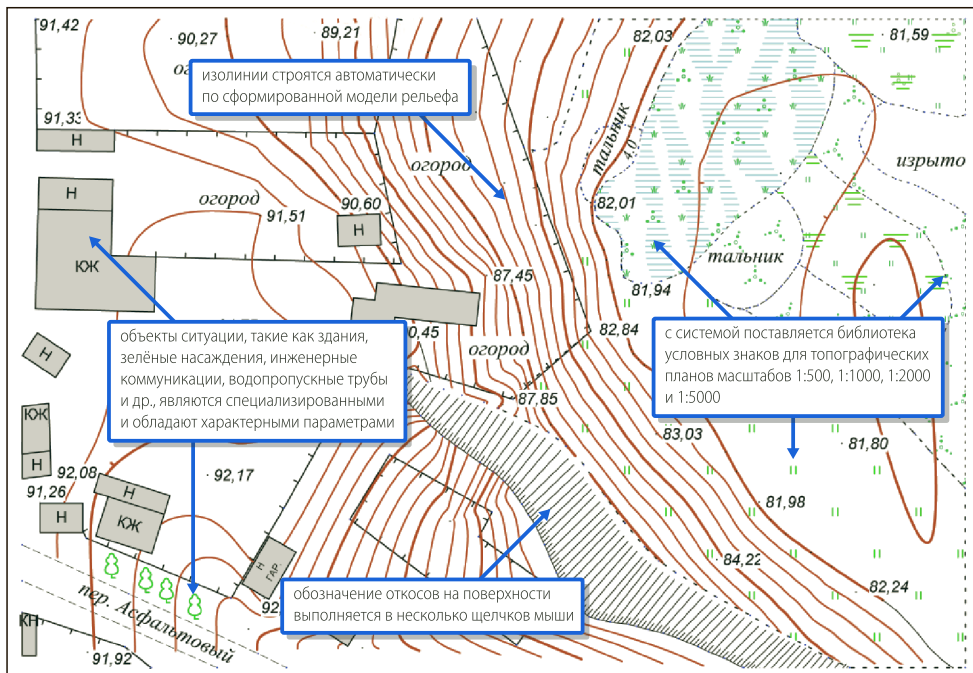 91,42
90,27
89,21
82,03
81,59
изолинии строятся автоматически
по сформированной модели рельефа
91,33
Н
огород
тальник
4,0
изрыто
Н
огород
91,51
90,60
Н
82,01
тальник
КЖ
87,45
81,94
объекты ситуации, такие как здания,
зелёные насаждения, инженерные
коммуникации, водопропускные трубы
и др., являются специализированными
и обладают характерными параметрами
0,45
огород
82,84
с системой поставляется библиотека
условных знаков для топографических
планов масштабов 1:500, 1:1000, 1:2000
и 1:5000
Н
87,85
КЖ
83,03
81,80
Н
92,08
92,17
91,26
Н
81,98
Н
КЖ
84,22
Н
ГАР.
82,24
обозначение откосов на поверхности
выполняется в несколько щелчков мыши
92
пер. Асфальтовый
КН
91,92